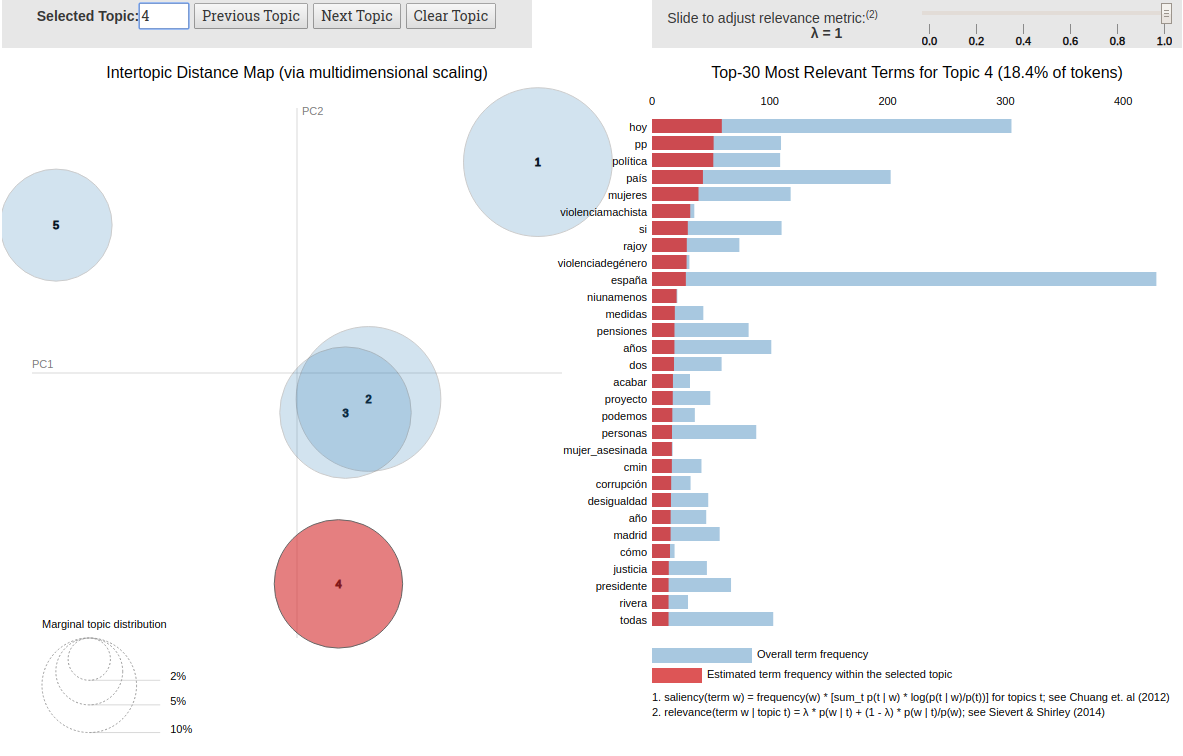 Selected Topic: 4 Previous Topic Next Topic Clear Topic
Slide to adjust relevance metric:(2)
λ = 1
0.0 0.2 0.4 0.6 0.8 1.0
Intertopic Distance Map (via multidimensional scaling)
PC2
PC1
1
5
2
3
4
Marginal topic distribution
2%
5%
10%
Top-30 Most Relevant Terms for Topic 4 (18.4% of tokens)
0 100 200 300 400
hoy
pp
política
país
mujeres
violenciamachista
si
rajoy
violenciadegénero
españa
niunamenos
medidas
pensiones
años
dos
acabar
proyecto
podemos
personas
mujer_asesinada
cmin
corrupción
desigualdad
año
madrid
cómo
justicia
presidente
rivera
todas
Overall term frequency
Estimated term frequency within the selected topic
1. saliency(term w) = frequency(w) * [sum_t p(t | w) * log(p(t | w)/p(t))] for topics t; see Chuang et. al (2012)
2. relevance(term w | topic t) = λ * p(w | t) + (1 - λ) * p(w | t)/p(w); see Sievert & Shirley (2014)